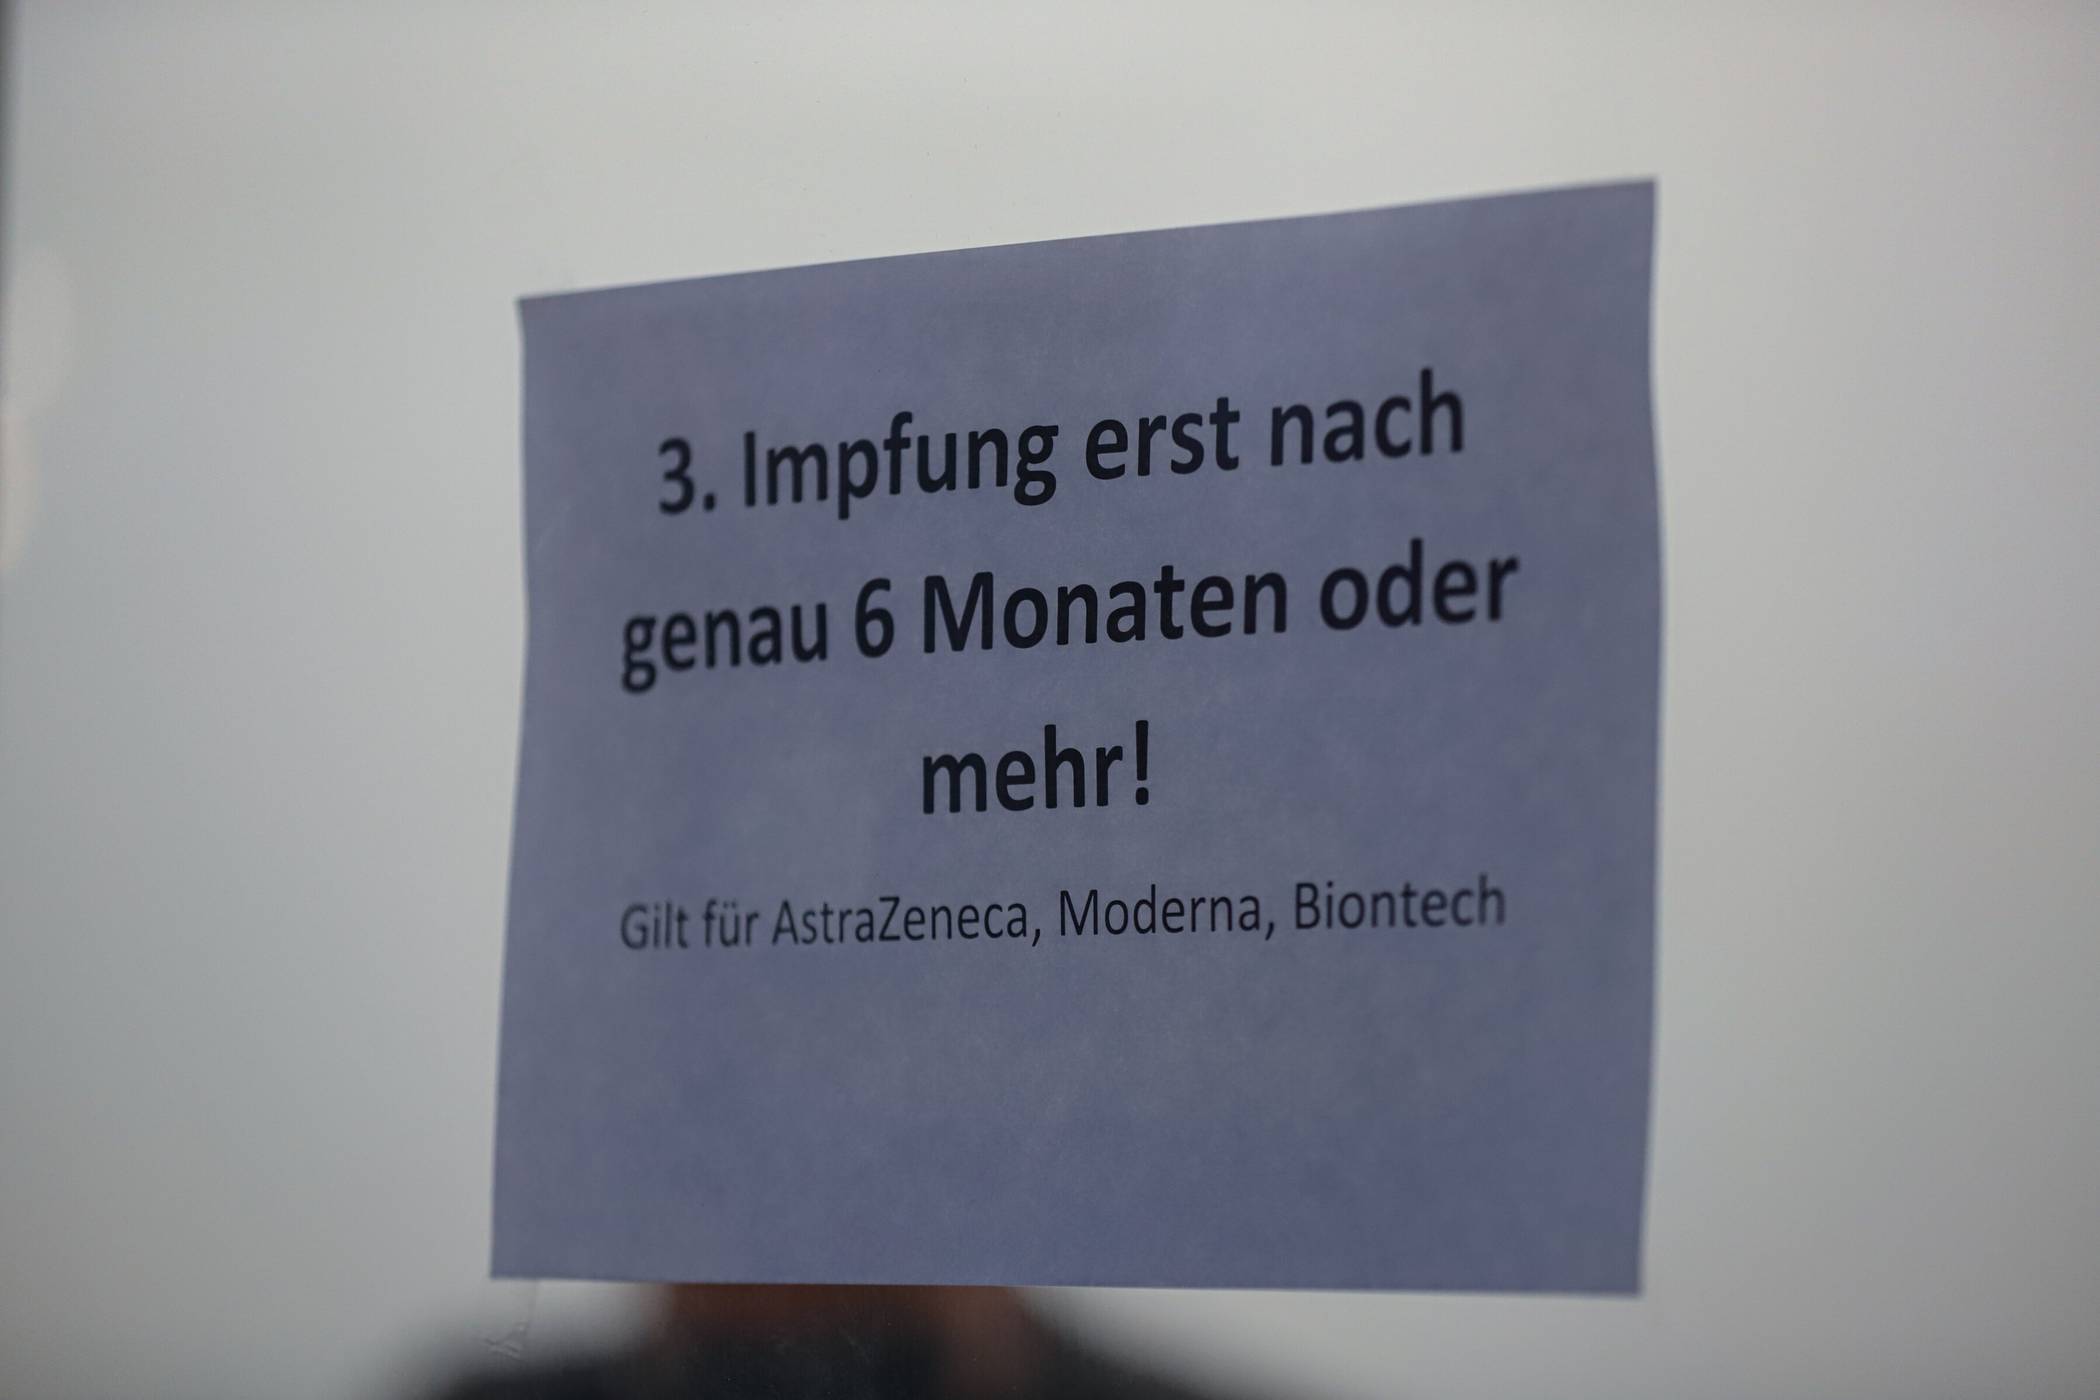 3. Impfung erst nach
genau 6 Monaten oder
mehr!
Gilt für AstraZeneca, Moderna, Biontech